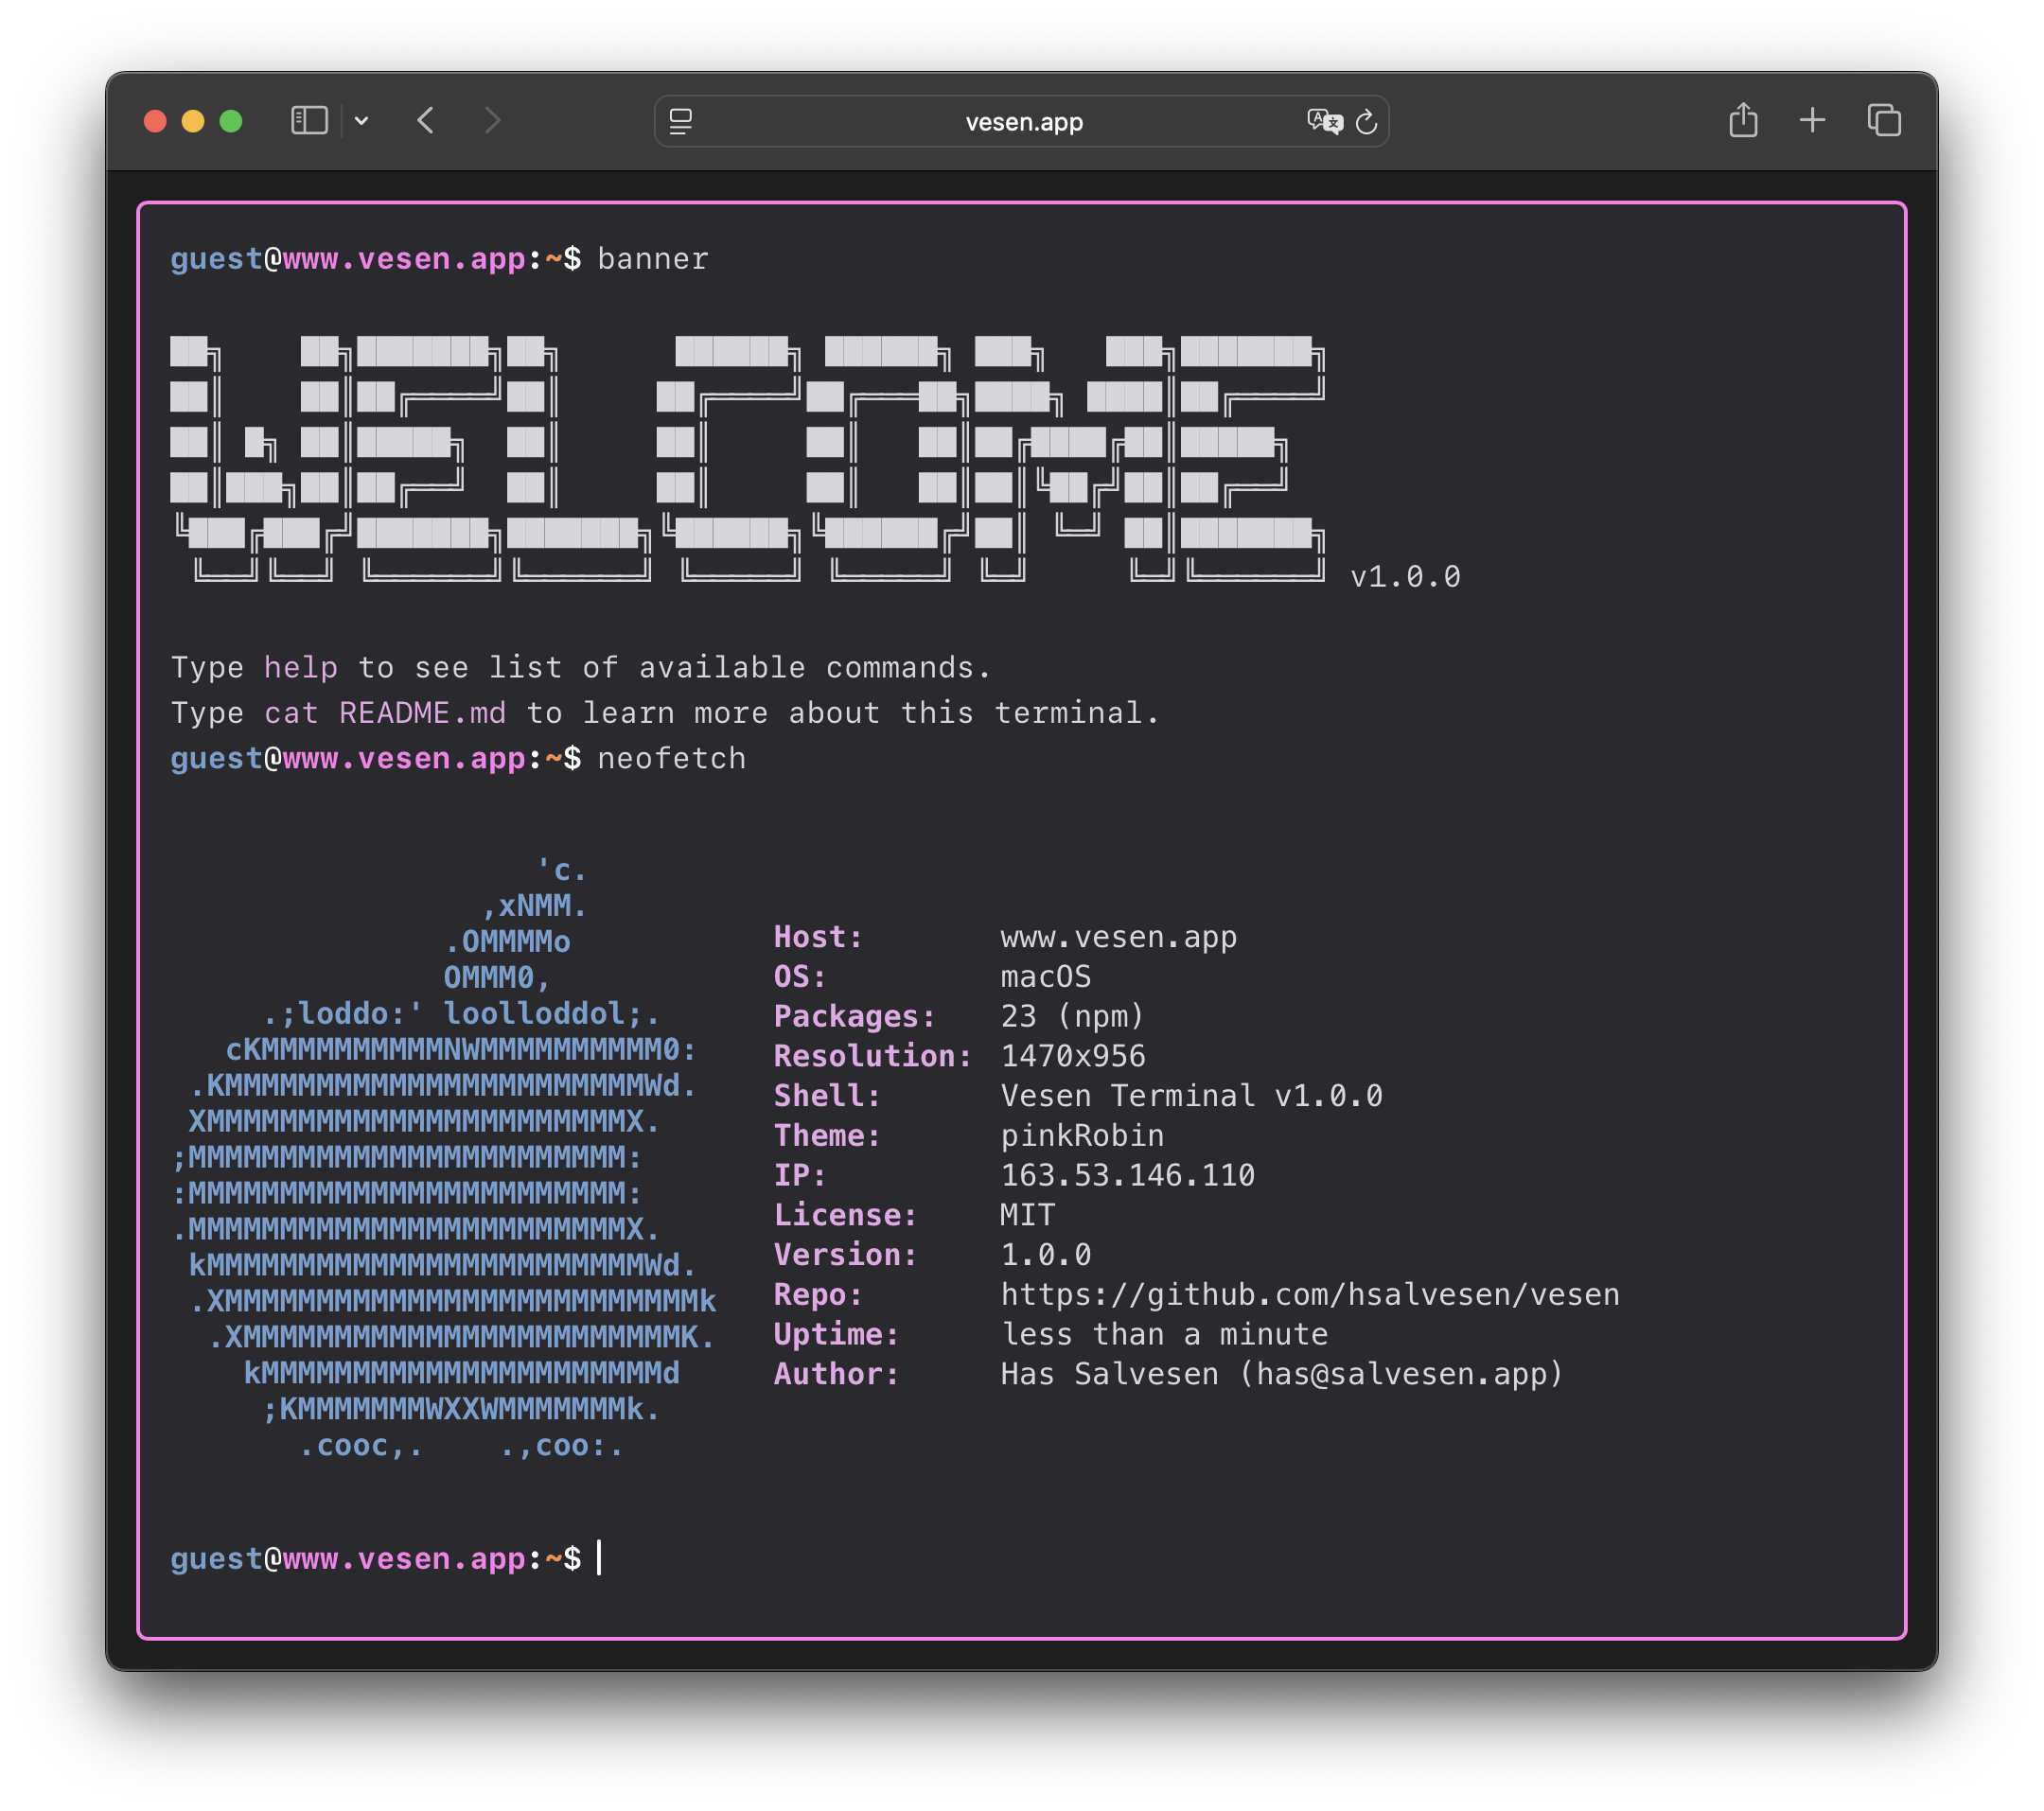 vesen.app
guest@www.vesen.app:~$ banner
WELCOME
v1.0.0
Type help to see list of available commands.
Type cat README.md to learn more about this terminal.
guest@www.vesen.app:~$ neofetch
'c.
,xNMM.
.OMMMMo
OMMM0,
.;loddo:' loolloddol;.
cKMMMMMMMMMMNWMMMMMMMMMM0:
.KMMMMMMMMMMMMMMMMMMMMMMMWd.
XMMMMMMMMMMMMMMMMMMMMMMMX.
;MMMMMMMMMMMMMMMMMMMMMMMM:
:MMMMMMMMMMMMMMMMMMMMMMMM:
.MMMMMMMMMMMMMMMMMMMMMMMMX.
kMMMMMMMMMMMMMMMMMMMMMMMMWd.
.XMMMMMMMMMMMMMMMMMMMMMMMMMMk
.XMMMMMMMMMMMMMMMMMMMMMMMMK.
kMMMMMMMMMMMMMMMMMMMMMMd
;KMMMMMMMWXXWMMMMMMMk.
.cooc,.    .,coo:.
Host: www.vesen.app
OS: macOS
Packages: 23 (npm)
Resolution: 1470x956
Shell: Vesen Terminal v1.0.0
Theme: pinkRobin
IP: 163.53.146.110
License: MIT
Version: 1.0.0
Repo: https://github.com/hsalvesen/vesen
Uptime: less than a minute
Author: Has Salvesen (has@salvesen.app)
guest@www.vesen.app:~$